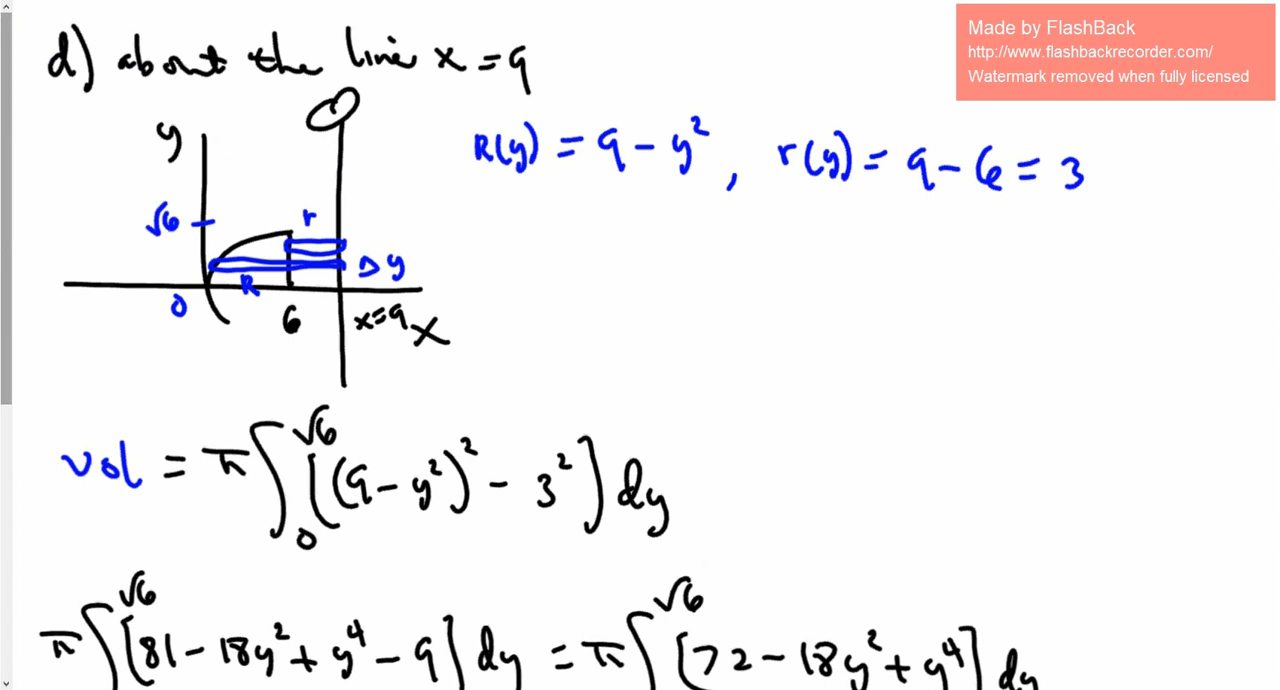 d) about the line x = 9
Made by FlashBack
http://www.flashbackrecorder.com/
Watermark removed when fully licensed
R(y) = 9 - y², r(y) = 9 - 6 = 3
y
√6
r
R
Δy
0
6
x=9
x
vol = π∫₀^√6 [(9 - y²)² - 3²] dy
π∫^√6 [81 - 18y² + y⁴ - 9] dy = π∫^√6 [72 - 18y² + y⁴] dy